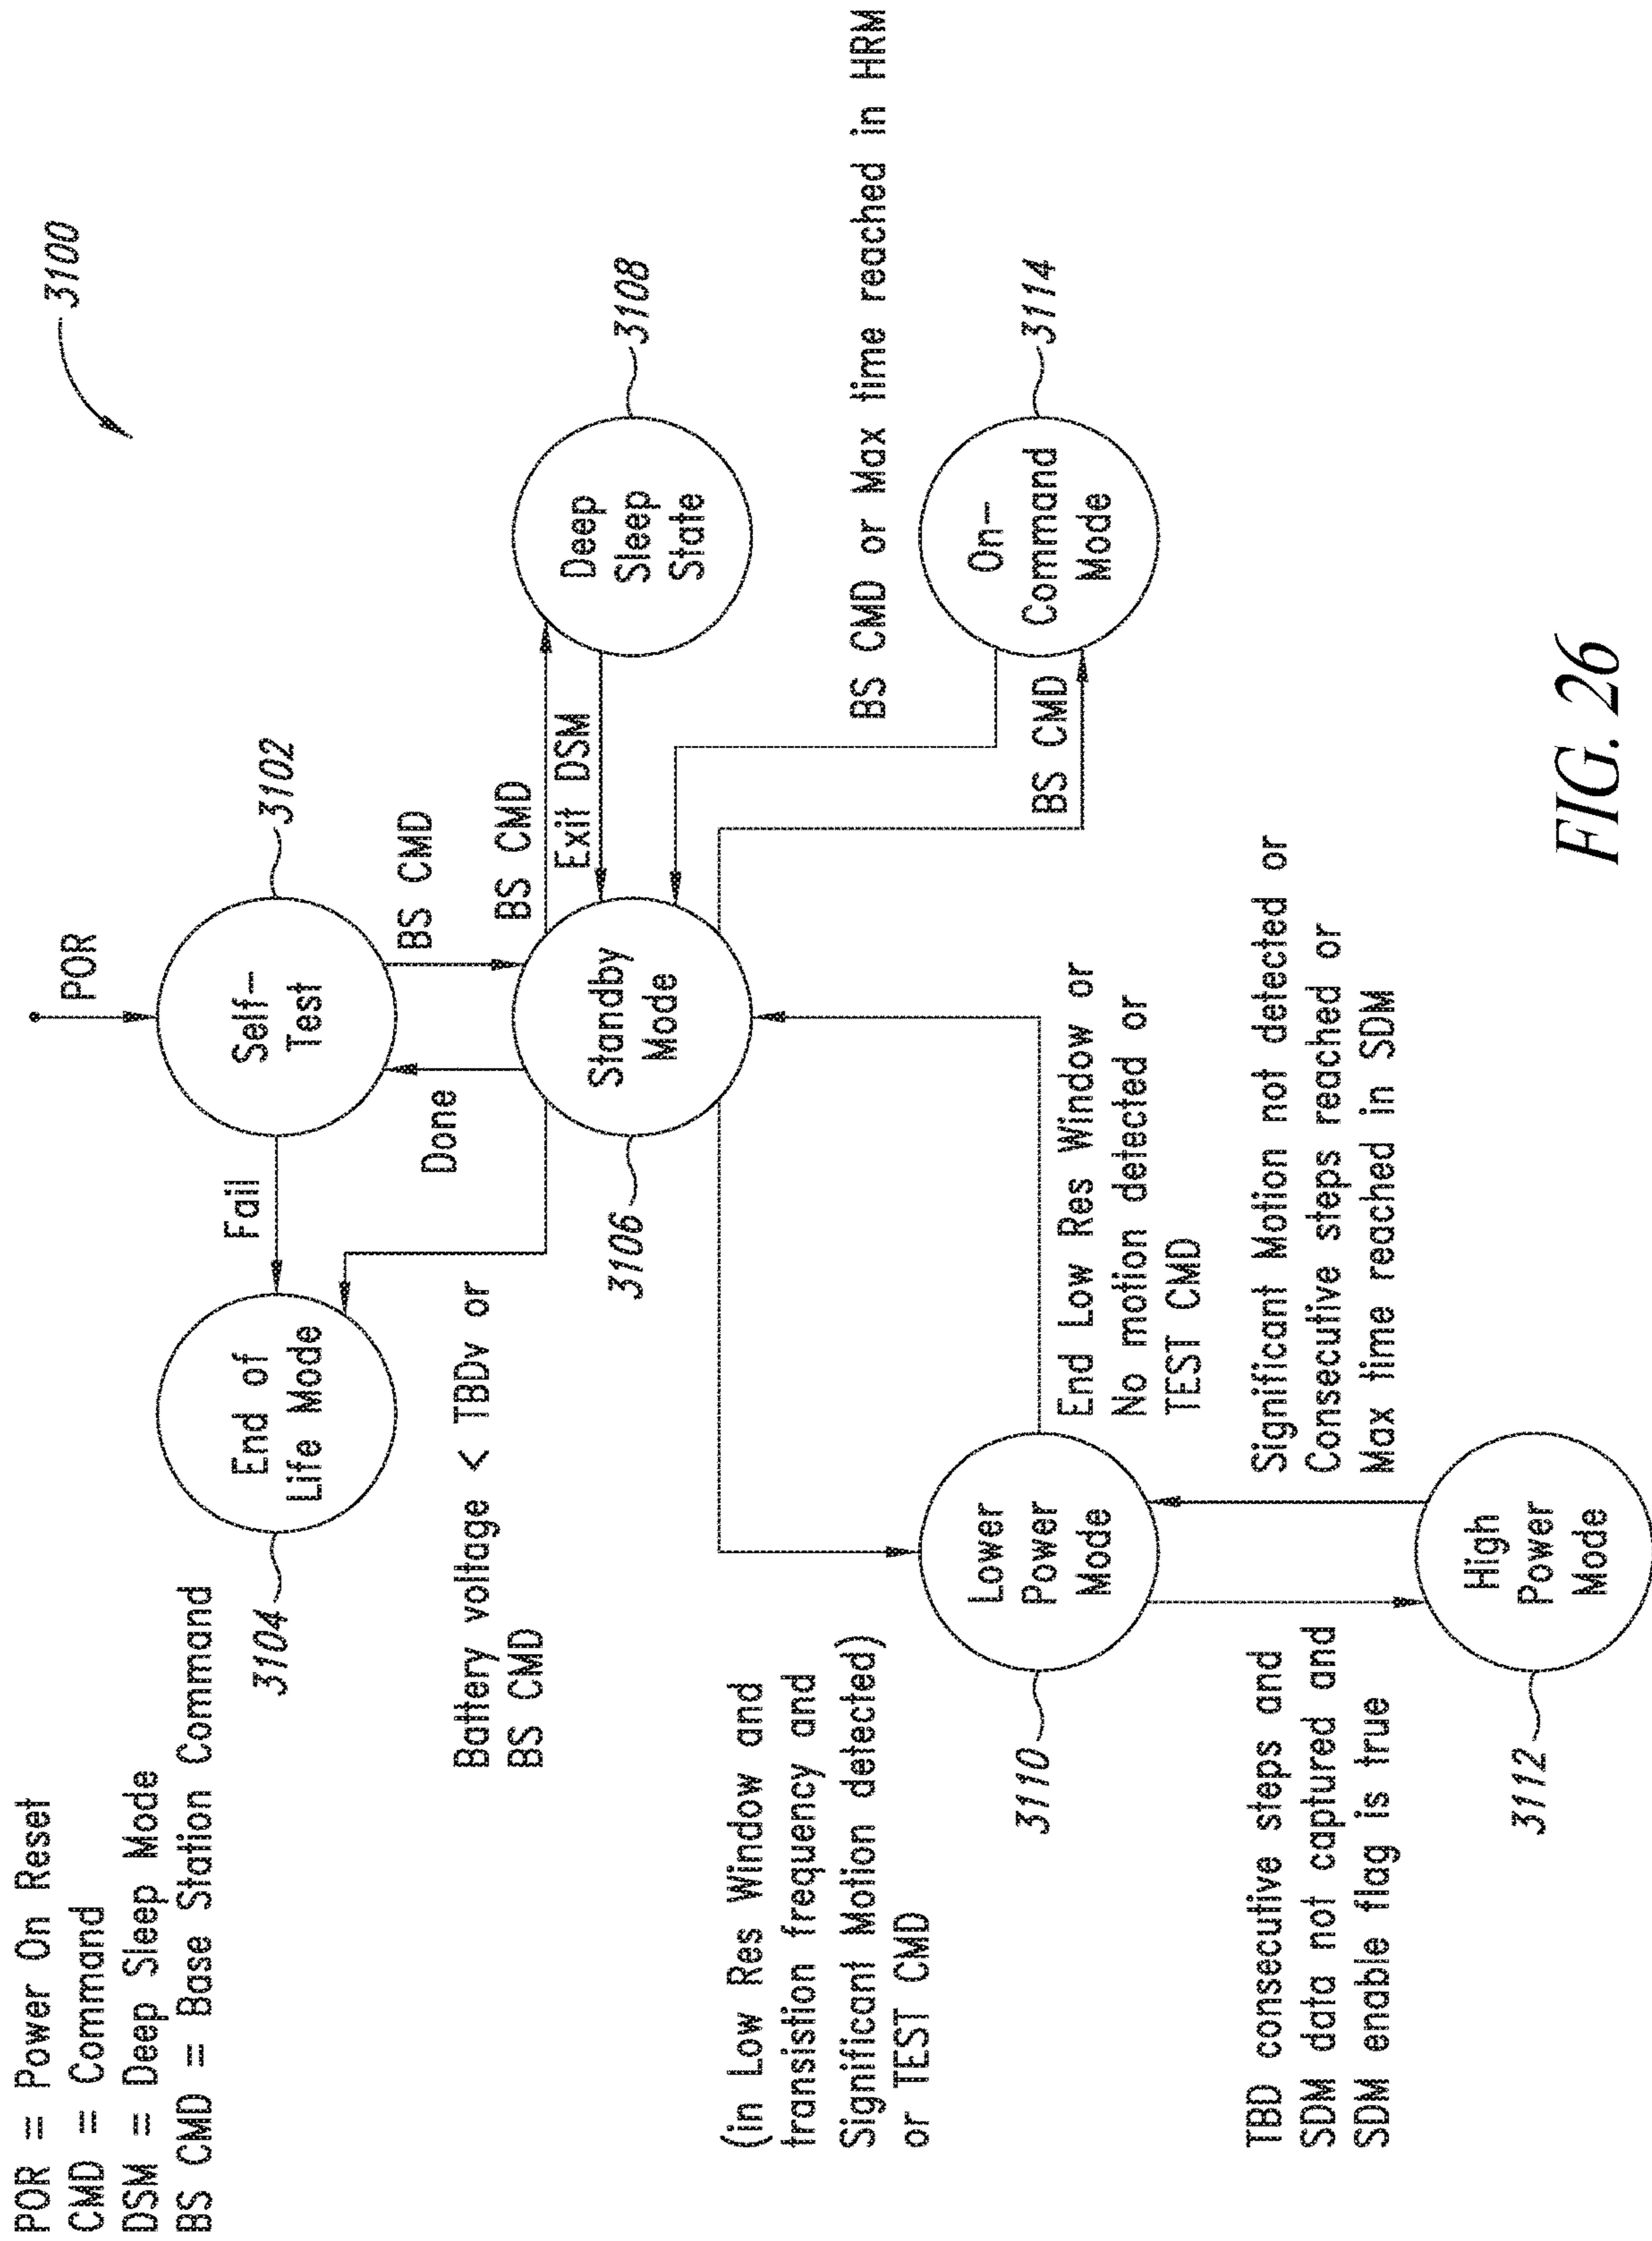 POR = Power On Reset
CMD = Command
DSM = Deep Sleep Mode
BS CMD = Base Station Command
3100
POR
Self-
Test
3102
Fail
End of
Life Mode
3104
Done
BS CMD
Battery voltage < TBDv or
BS CMD
Standby
Mode
3106
BS CMD
Exit DSM
Deep
Sleep
State
3108
(in Low Res Window and
transistion frequency and
Significant Motion detected)
or TEST CMD
BS CMD or Max time reached in HRM
On-
Command
Mode
3114
BS CMD
Lower
Power
Mode
3110
End Low Res Window or
No motion detected or
TEST CMD
TBD consecutive steps and
SDM data not captured and
SDM enable flag is true
Significant Motion not detected or
Consecutive steps reached or
Max time reached in SDM
High
Power
Mode
3112
FIG. 26